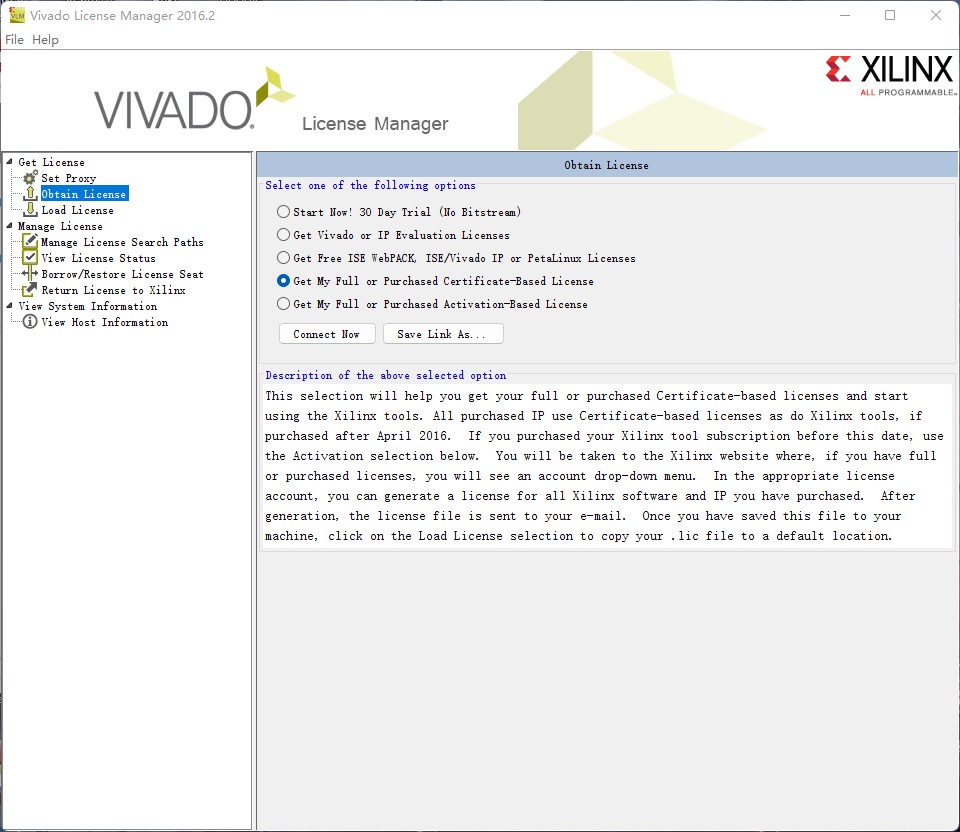 Vivado License Manager 2016.2
File Help
VIVADO.
License Manager
XILINX
ALL PROGRAMMABLE
Get License
Set Proxy
Obtain License
Load License
Manage License
Manage License Search Paths
View License Status
Borrow/Restore License Seat
Return License to Xilinx
View System Information
View Host Information
Obtain License
Select one of the following options
Start Now! 30 Day Trial (No Bitstream)
Get Vivado or IP Evaluation Licenses
Get Free ISE WebPACK, ISE/Vivado IP or PetaLinux Licenses
Get My Full or Purchased Certificate-Based License
Get My Full or Purchased Activation-Based License
Connect Now Save Link As...
Description of the above selected option
This selection will help you get your full or purchased Certificate-based licenses and start
using the Xilinx tools. All purchased IP use Certificate-based licenses as do Xilinx tools, if
purchased after April 2016. If you purchased your Xilinx tool subscription before this date, use
the Activation selection below. You will be taken to the Xilinx website where, if you have full
or purchased licenses, you will see an account drop-down menu. In the appropriate license
account, you can generate a license for all Xilinx software and IP you have purchased. After
generation, the license file is sent to your e-mail. Once you have saved this file to your
machine, click on the Load License selection to copy your .lic file to a default location.